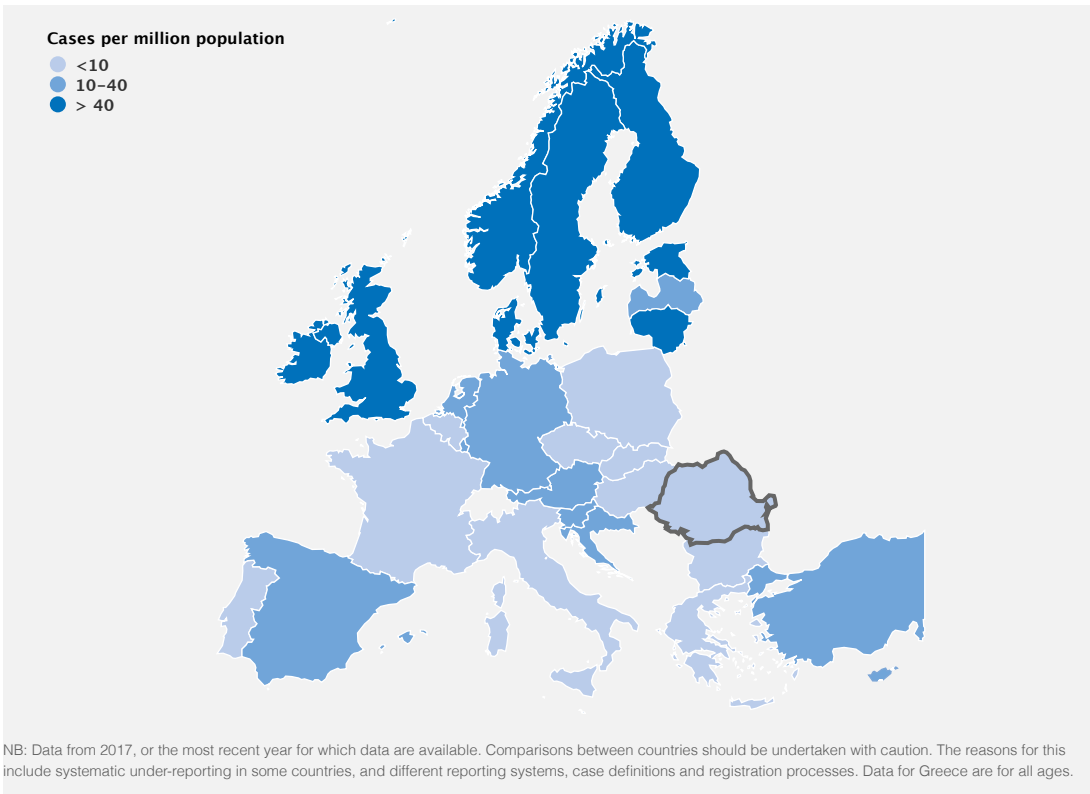 Cases per million population
<10
10–40
> 40
NB: Data from 2017, or the most recent year for which data are available. Comparisons between countries should be undertaken with caution. The reasons for this
include systematic under-reporting in some countries, and different reporting systems, case definitions and registration processes. Data for Greece are for all ages.